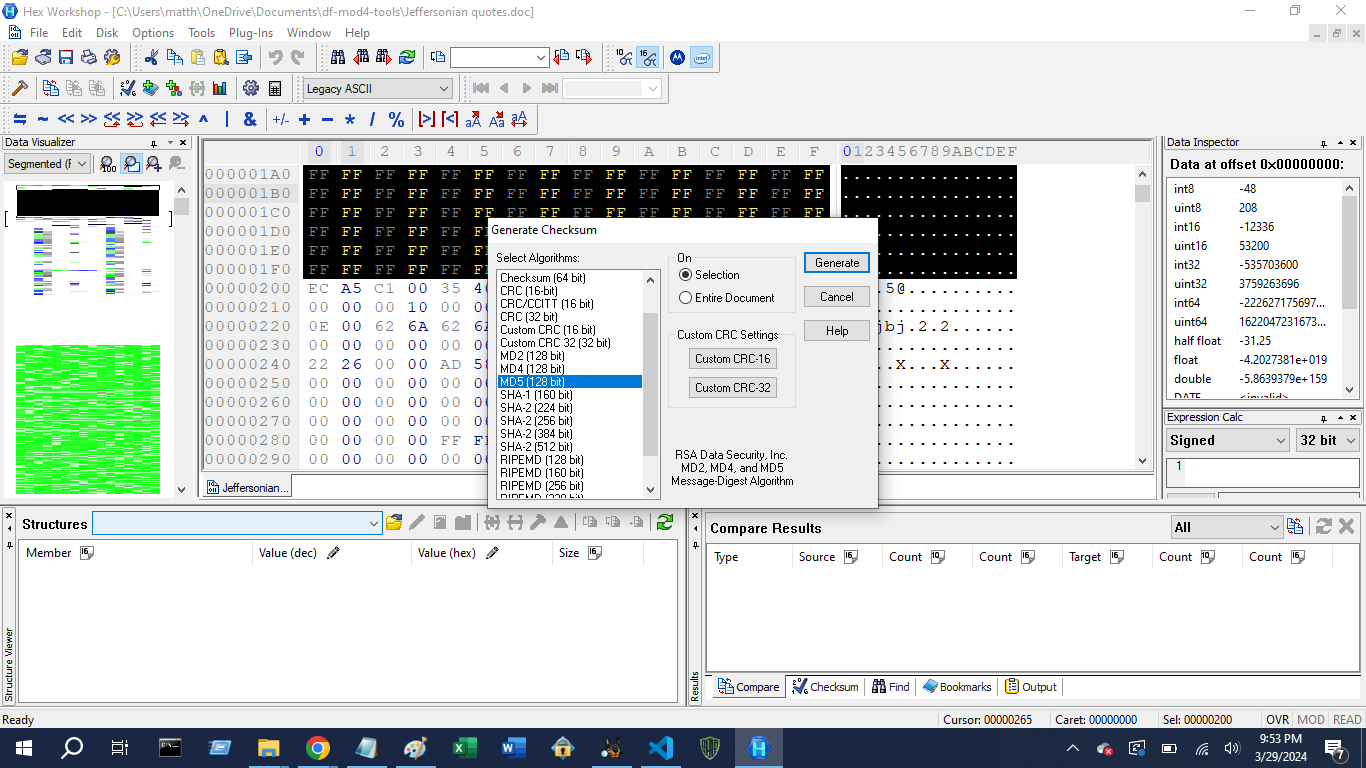 Hex Workshop - [C:\Users\matth\OneDrive\Documents\df-mod4-tools\Jeffersonian quotes.doc]
File Edit Disk Options Tools Plug-Ins Window Help
Legacy ASCII
Data Visualizer
Segmented (F
0 1 2 3 4 5 6 7 8 9 A B C D E F 0123456789ABCDEF
000001A0 FF FF FF FF FF FF FF FF FF FF FF FF FF FF FF FF ................
000001B0 FF FF FF FF FF FF FF FF FF FF FF FF FF FF FF FF ................
000001C0 FF FF FF FF FF FF FF FF FF FF FF FF FF FF FF FF ................
000001D0 FF FF FF FF FF
000001E0 FF FF FF FF FF
000001F0 FF FF FF FF FF
00000200 EC A5 C1 00 35 .5@..........
00000210 00 00 00 10 00
00000220 0E 00 62 6A 62 jbj.2.2......
00000230 00 00 00 00 00
00000240 22 26 00 00 AD ..X...X......
00000250 00 00 00 00 00
00000260 00 00 00 00 00
00000270 00 00 00 00 00
00000280 00 00 00 00 FF
00000290 00 00 00 00 00
Jeffersonian...
Generate Checksum
Select Algorithms:
Checksum (64 bit)
CRC (16-bit)
CRC/CCITT (16 bit)
CRC (32 bit)
Custom CRC (16 bit)
Custom CRC 32 (32 bit)
MD2 (128 bit)
MD4 (128 bit)
MD5 (128 bit)
SHA-1 (160 bit)
SHA-2 (224 bit)
SHA-2 (256 bit)
SHA-2 (384 bit)
SHA-2 (512 bit)
RIPEMD (128 bit)
RIPEMD (160 bit)
RIPEMD (256 bit)
RIPEMD (320 bit)
On
Selection
Entire Document
Custom CRC Settings
Custom CRC-16
Custom CRC-32
RSA Data Security, Inc.
MD2, MD4, and MD5
Message-Digest Algorithm
Generate
Cancel
Help
Data Inspector
Data at offset 0x00000000:
int8 -48
uint8 208
int16 -12336
uint16 53200
int32 -535703600
uint32 3759263696
int64 -222627175697...
uint64 1622047231673...
half float -31.25
float -4.2027381e+019
double -5.8639379e+159
DATE <invalid>
Expression Calc
Signed 32 bit
1
Structures
Member Value (dec) Value (hex) Size
Structure Viewer
Compare Results
All
Type Source Count Count Target Count Count
Results
Compare Checksum Find Bookmarks Output
Ready
Cursor: 00000265 Caret: 00000000 Sel: 00000200 OVR MOD READ
9:53 PM
3/29/2024
7